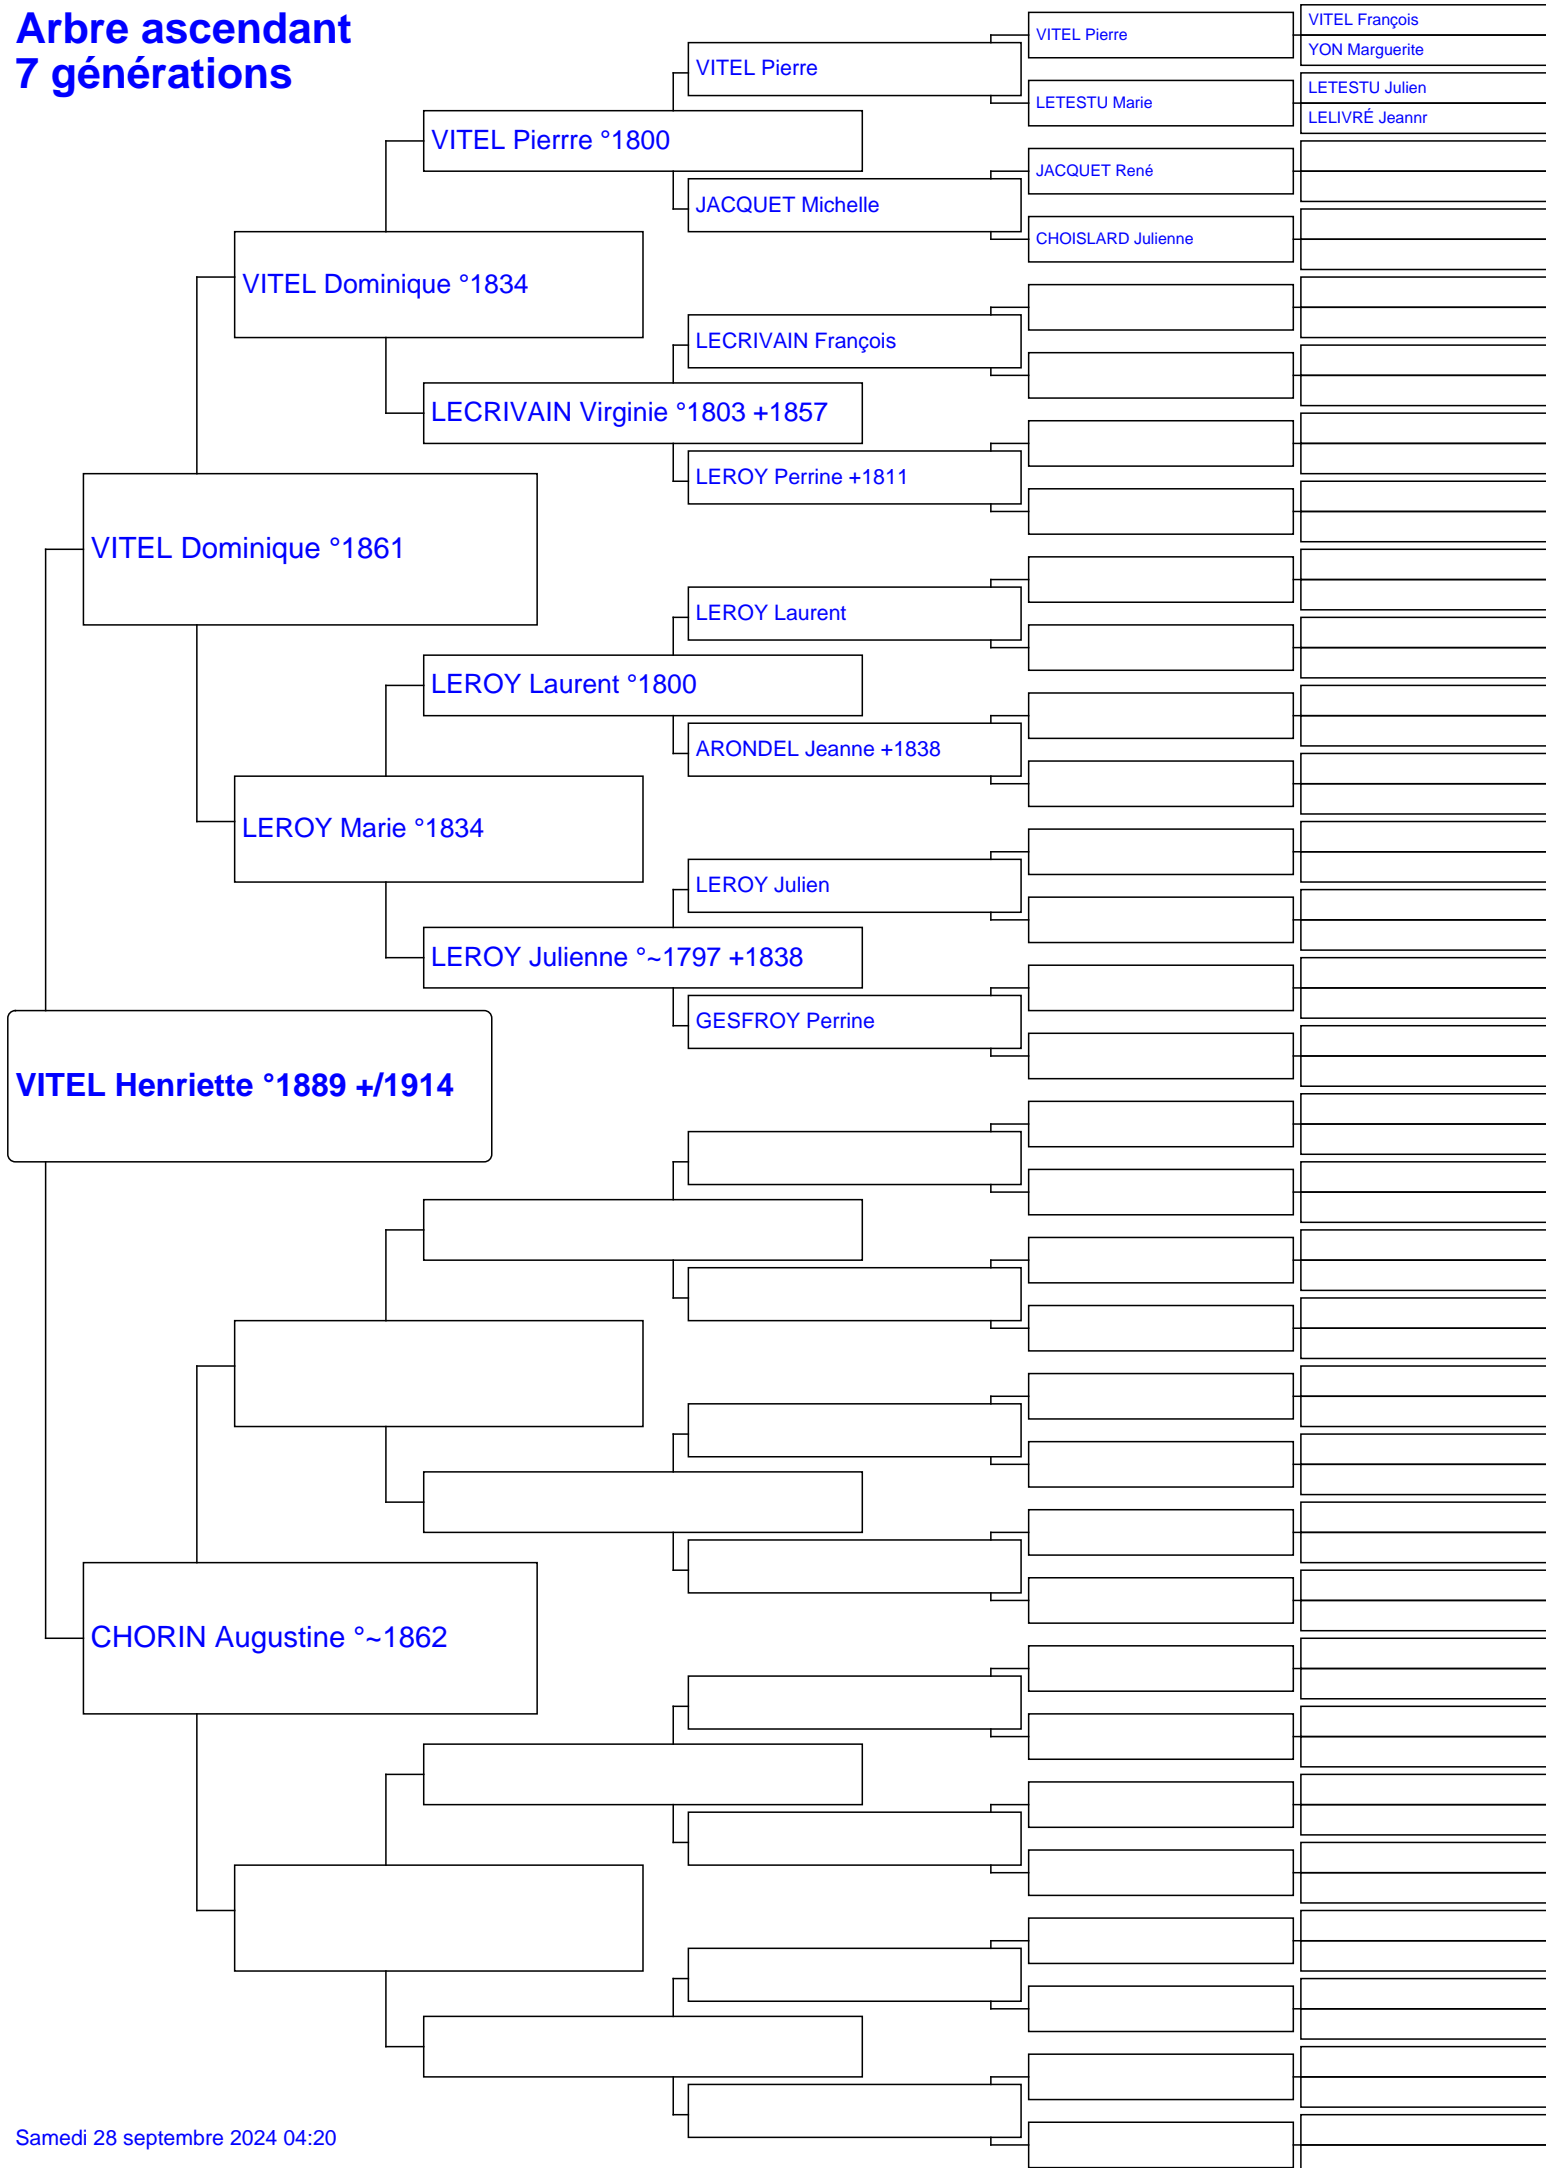 Arbre ascendant
7 générations
VITEL François
VITEL Pierre
YON Marguerite
VITEL Pierre
LETESTU Julien
LETESTU Marie
LELIVRÉ Jeannr
VITEL Pierrre °1800
JACQUET René
JACQUET Michelle
CHOISLARD Julienne
VITEL Dominique °1834
LECRIVAIN François
LECRIVAIN Virginie °1803 +1857
LEROY Perrine +1811
VITEL Dominique °1861
LEROY Laurent
LEROY Laurent °1800
ARONDEL Jeanne +1838
LEROY Marie °1834
LEROY Julien
LEROY Julienne °~1797 +1838
GESFROY Perrine
VITEL Henriette °1889 +/1914
CHORIN Augustine °~1862
Samedi 28 septembre 2024 04:20